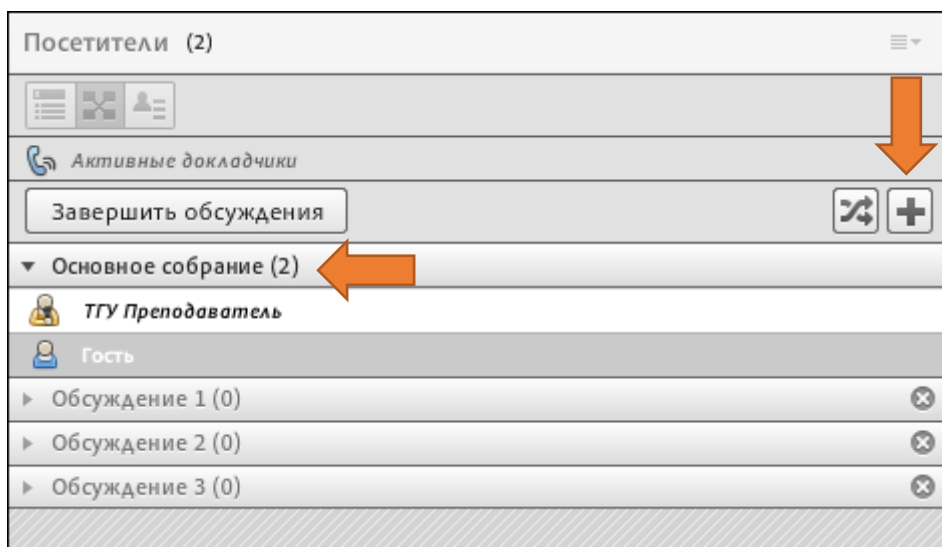 Посетители (2)
Активные докладчики
Завершить обсуждения
Основное собрание (2)
ТГУ Преподаватель
Гость
Обсуждение 1 (0)
Обсуждение 2 (0)
Обсуждение 3 (0)